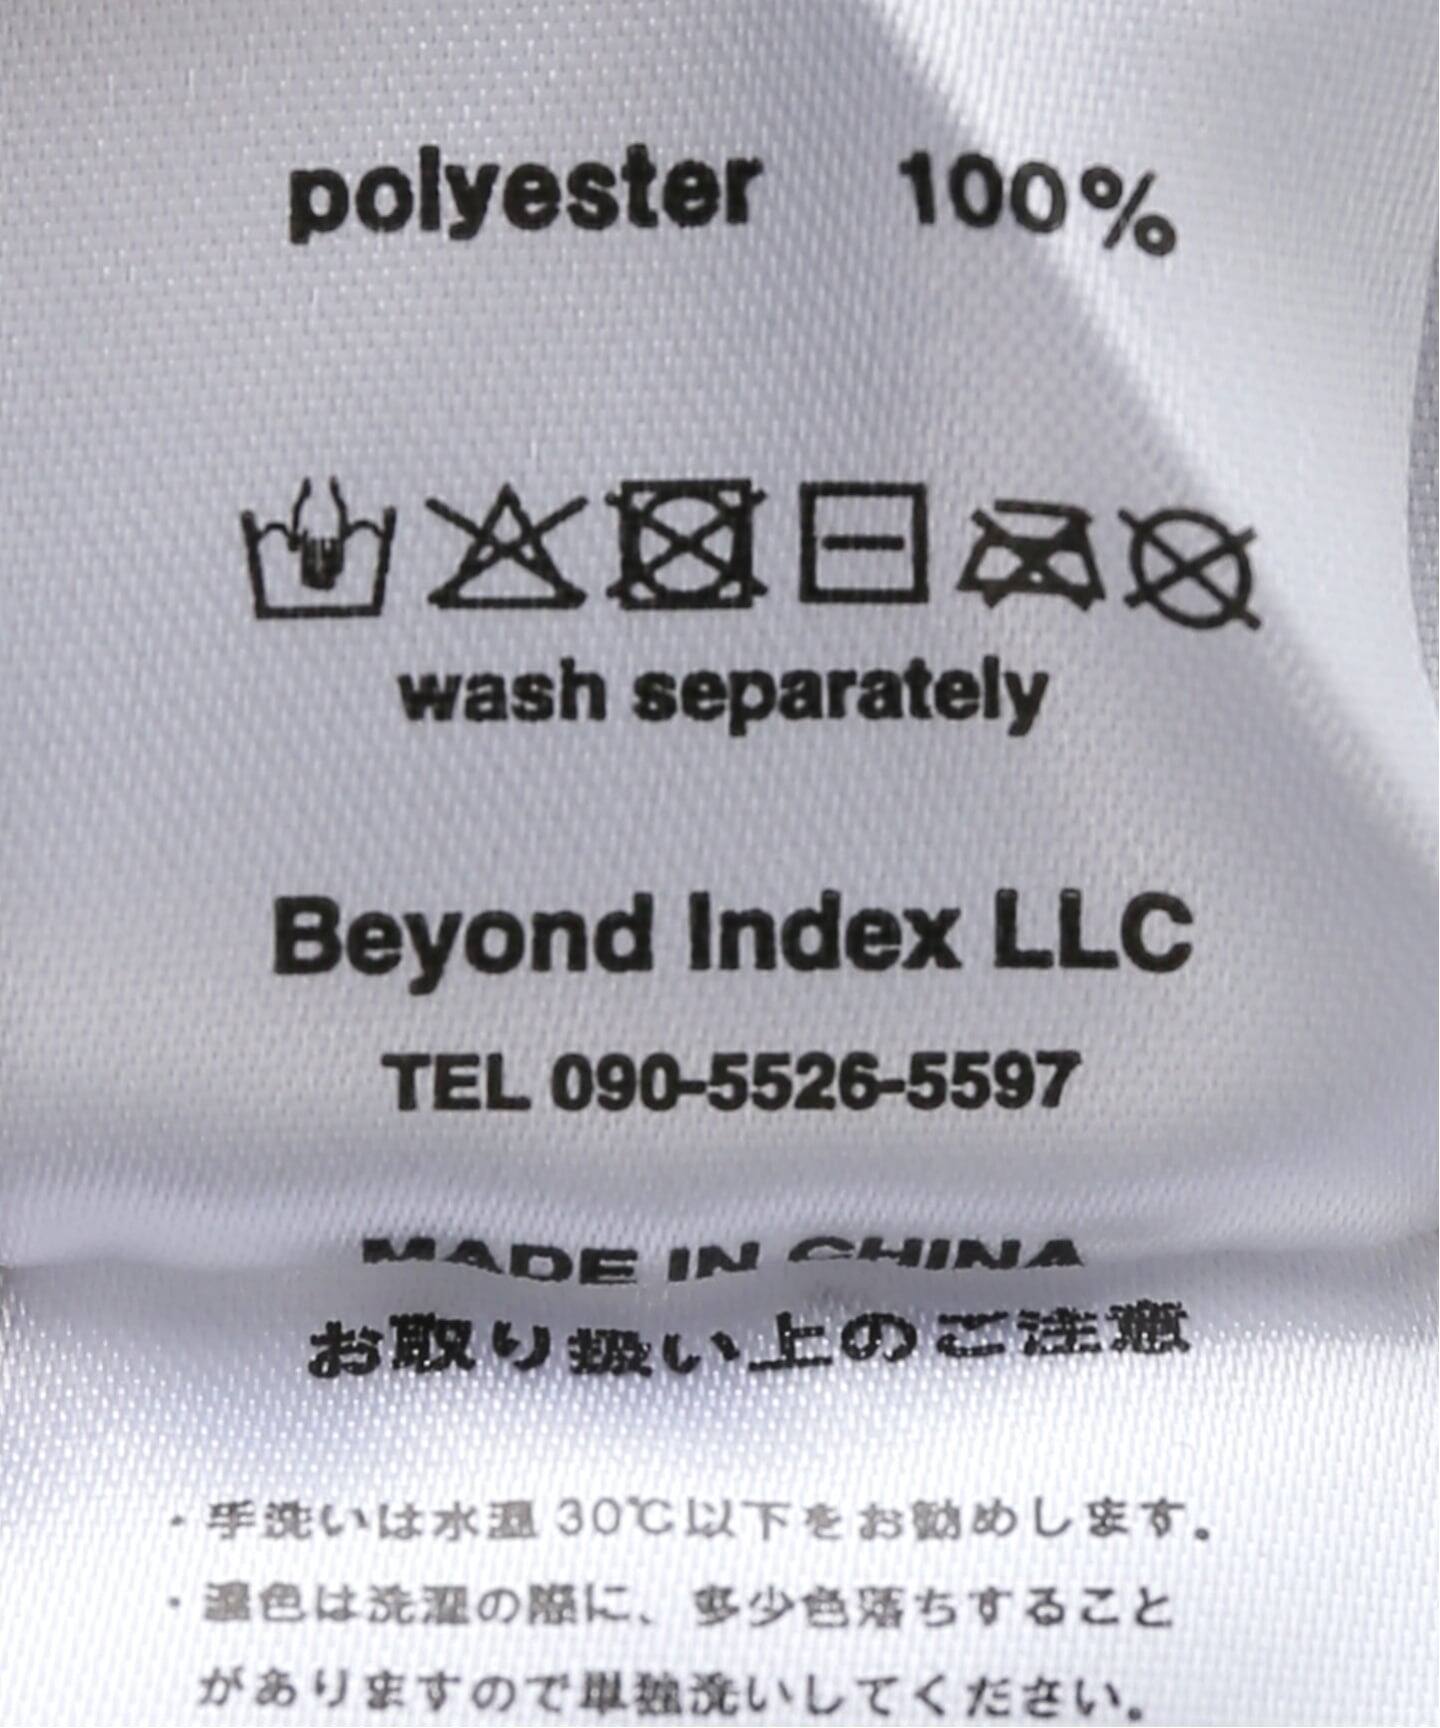 polyester 100%
wash separately
Beyond Index LLC
TEL 090-5526-5597
MADE IN CHINA
お取り扱い上のご注意
・手洗いは水温30℃以下をお勧めします。
・濃色は洗濯の際に、多少色落ちすること
がありますので単独洗いしてください。